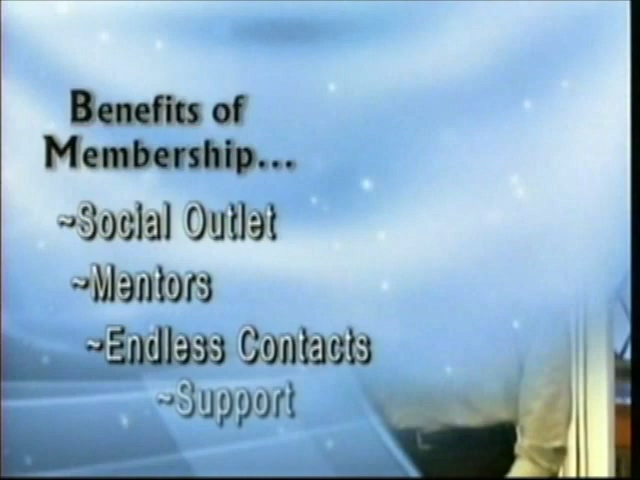 Benefits of
Membership...
~Social Outlet
~Mentors
~Endless Contacts
~Support